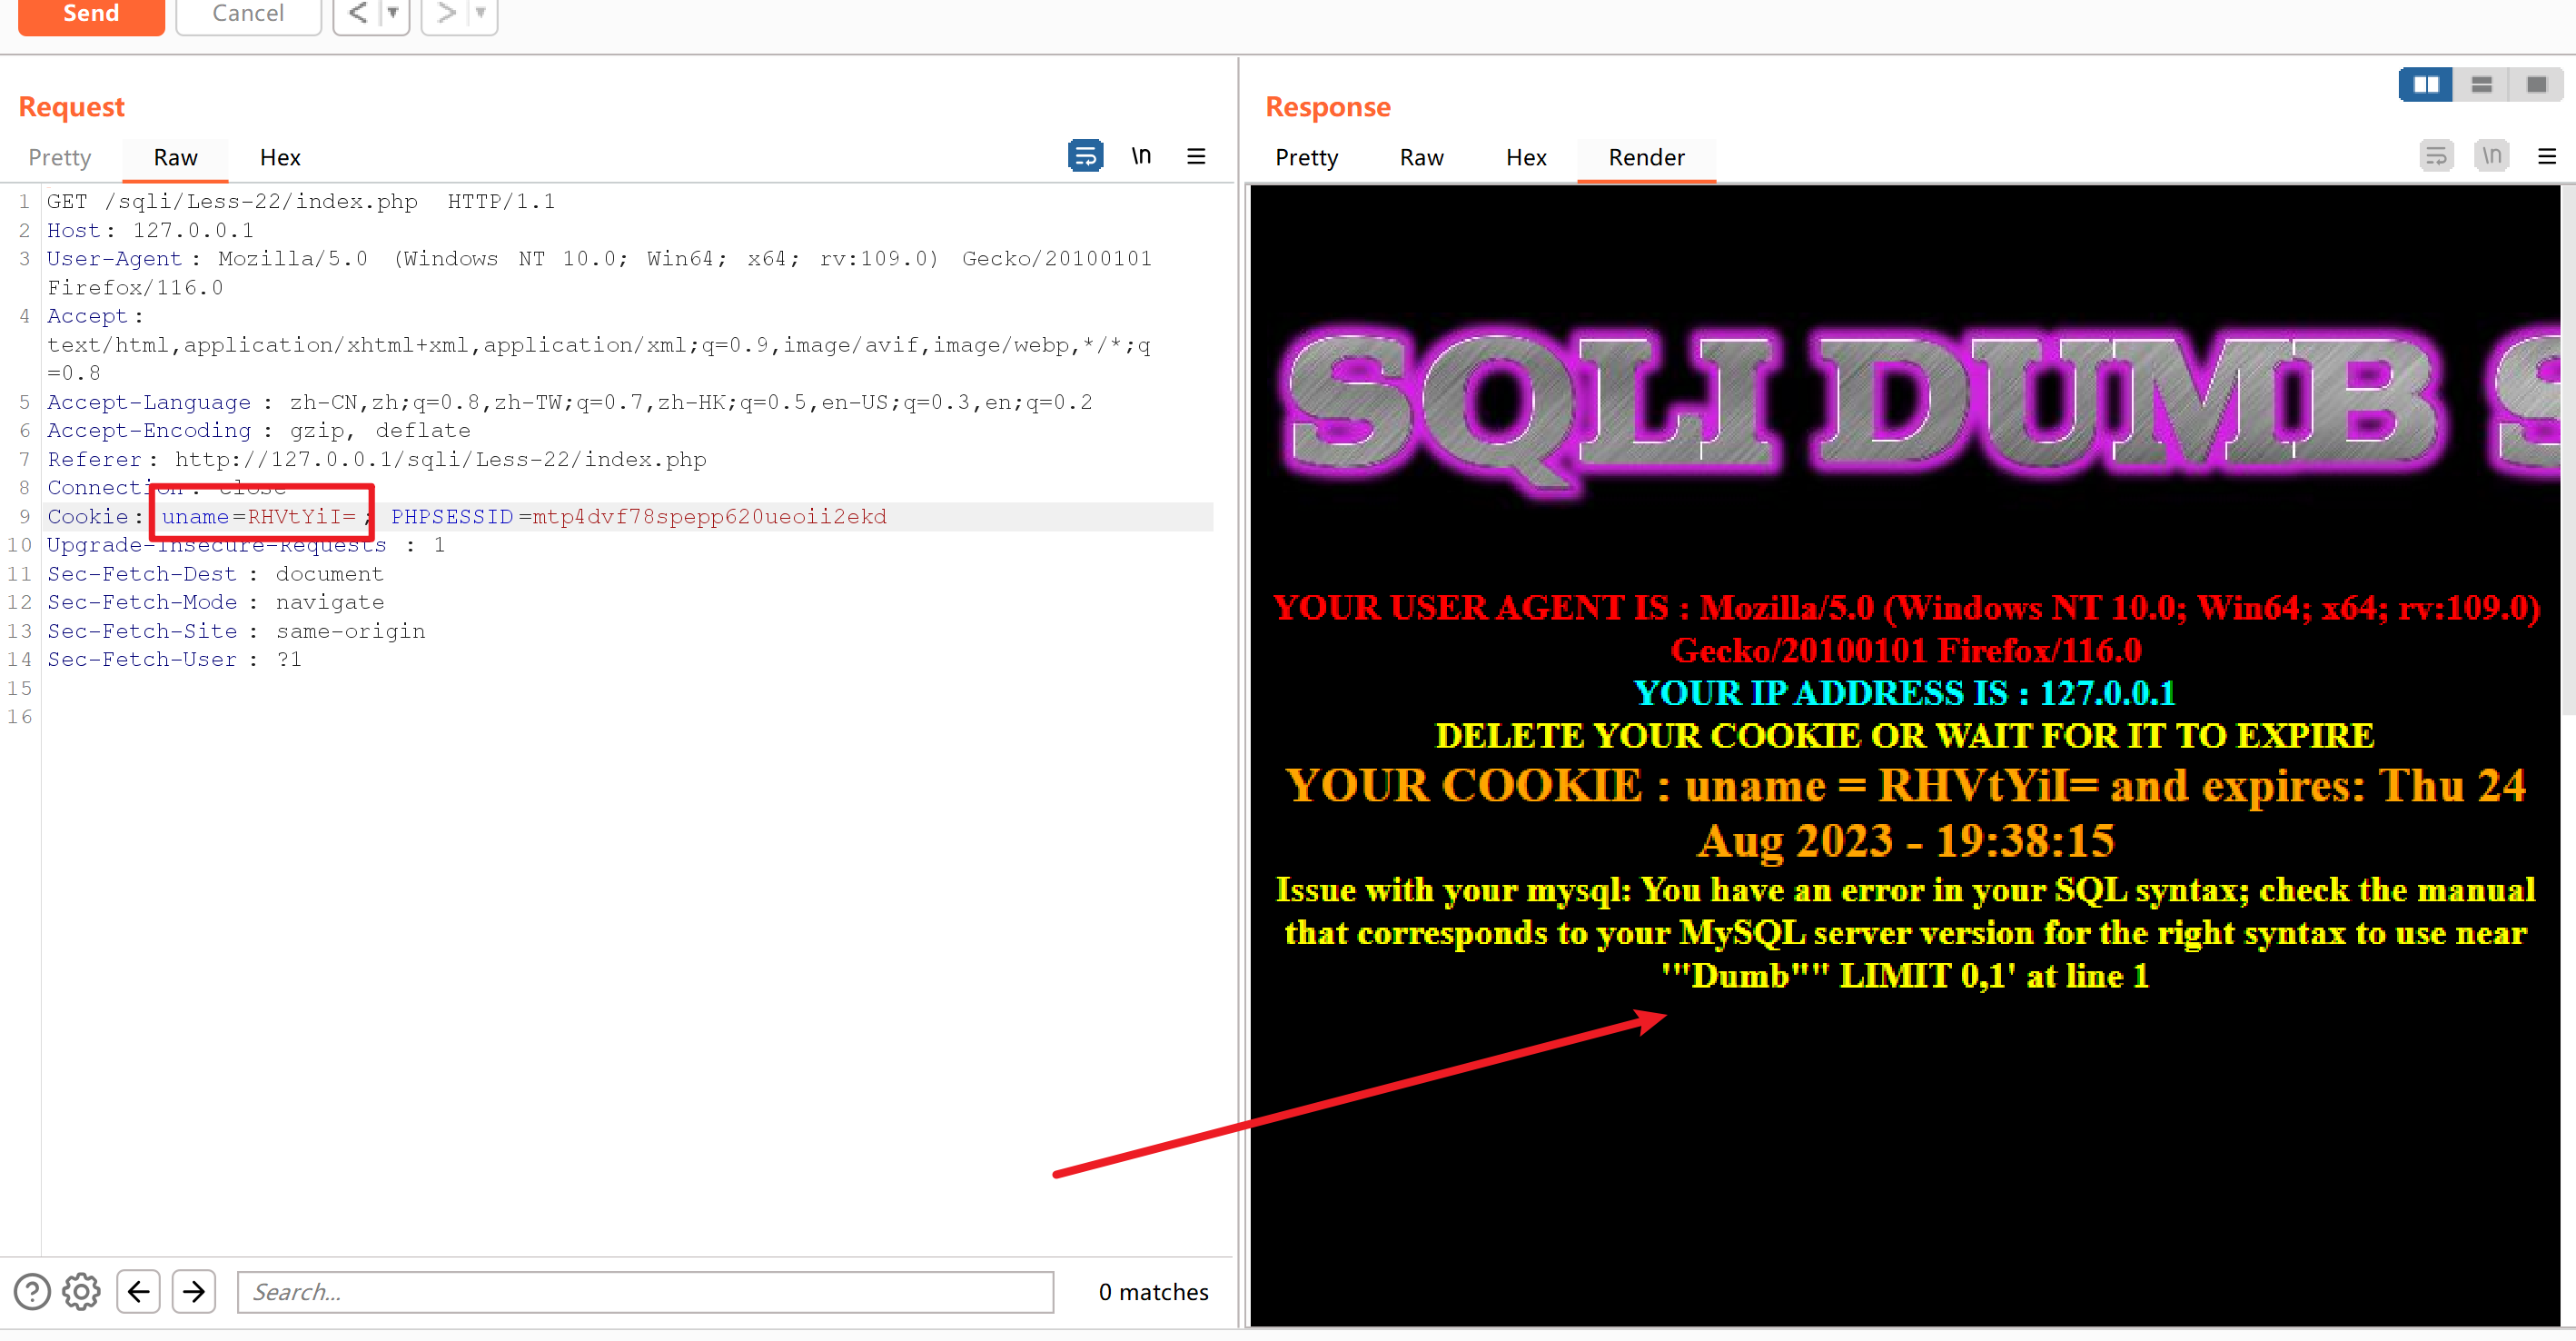 Send Cancel < ▼ > ▼
Request
Pretty Raw Hex \n
1 GET /sqli/Less-22/index.php HTTP/1.1
2 Host: 127.0.0.1
3 User-Agent: Mozilla/5.0 (Windows NT 10.0; Win64; x64; rv:109.0) Gecko/20100101
Firefox/116.0
4 Accept:
text/html,application/xhtml+xml,application/xml;q=0.9,image/avif,image/webp,*/*;q
=0.8
5 Accept-Language: zh-CN,zh;q=0.8,zh-TW;q=0.7,zh-HK;q=0.5,en-US;q=0.3,en;q=0.2
6 Accept-Encoding: gzip, deflate
7 Referer: http://127.0.0.1/sqli/Less-22/index.php
8 Connection: close
9 Cookie: uname=RHVtYiI=; PHPSESSID=mtp4dvf78spepp620ueoii2ekd
10 Upgrade-Insecure-Requests: 1
11 Sec-Fetch-Dest: document
12 Sec-Fetch-Mode: navigate
13 Sec-Fetch-Site: same-origin
14 Sec-Fetch-User: ?1
15
16
Search...
0 matches
Response
Pretty Raw Hex Render \n
SQLI DUMB S
YOUR USER AGENT IS : Mozilla/5.0 (Windows NT 10.0; Win64; x64; rv:109.0)
Gecko/20100101 Firefox/116.0
YOUR IP ADDRESS IS : 127.0.0.1
DELETE YOUR COOKIE OR WAIT FOR IT TO EXPIRE
YOUR COOKIE : uname = RHVtYiI= and expires: Thu 24
Aug 2023 - 19:38:15
Issue with your mysql: You have an error in your SQL syntax; check the manual
that corresponds to your MySQL server version for the right syntax to use near
'"Dumb"" LIMIT 0,1' at line 1